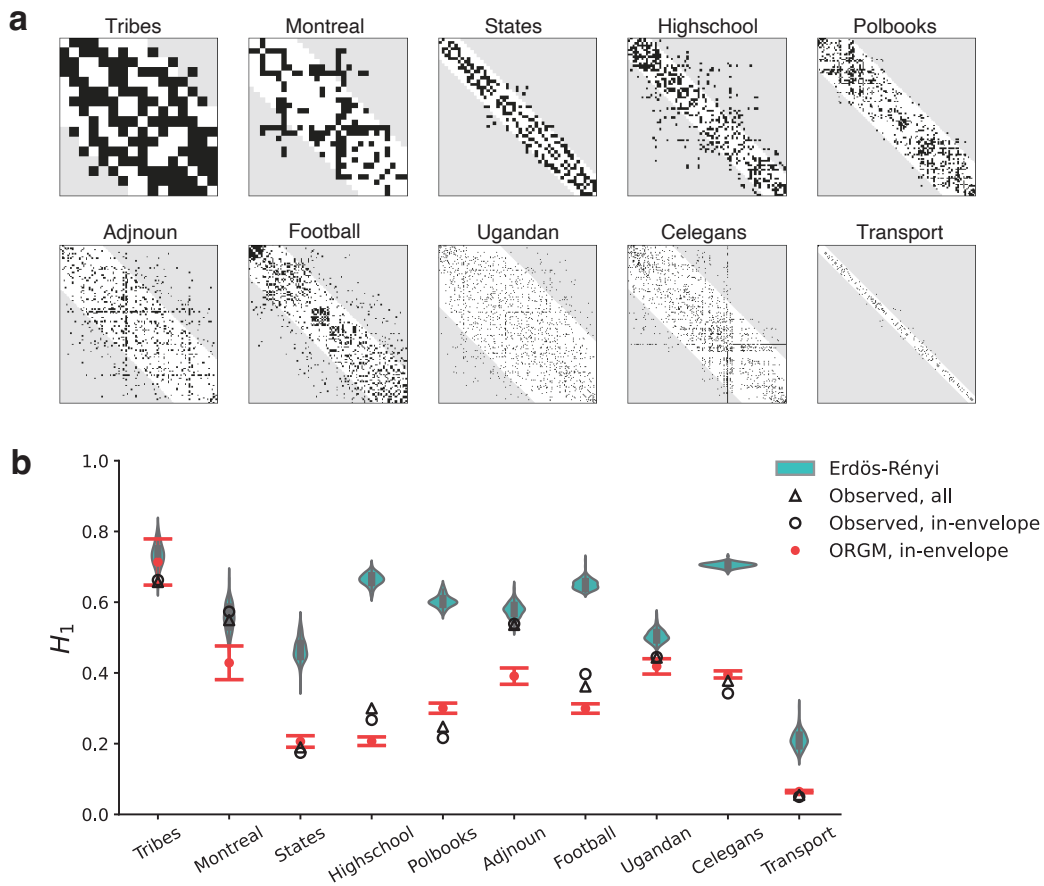 a
Tribes Montreal States Highschool Polbooks
Adjnoun Football Ugandan Celegans Transport
b
1.0
0.8
0.6
0.4
0.2
0.0
H1
Erdös-Rényi
Observed, all
Observed, in-envelope
ORGM, in-envelope
Tribes Montreal States Highschool Polbooks Adjnoun Football Ugandan Celegans Transport